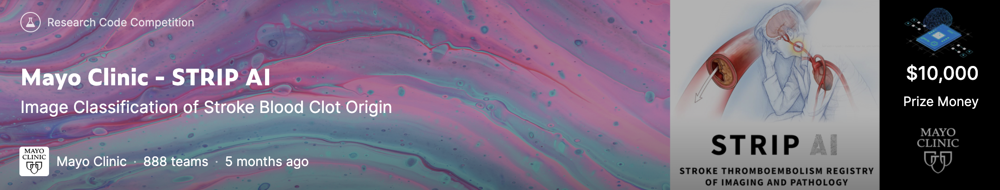 Research Code Competition
Mayo Clinic - STRIP AI
Image Classification of Stroke Blood Clot Origin
MAYO
CLINIC
Mayo Clinic · 888 teams · 5 months ago
STRIP AI
STROKE THROMBOEMBOLISM REGISTRY
OF IMAGING AND PATHOLOGY
$10,000
Prize Money
MAYO
CLINIC